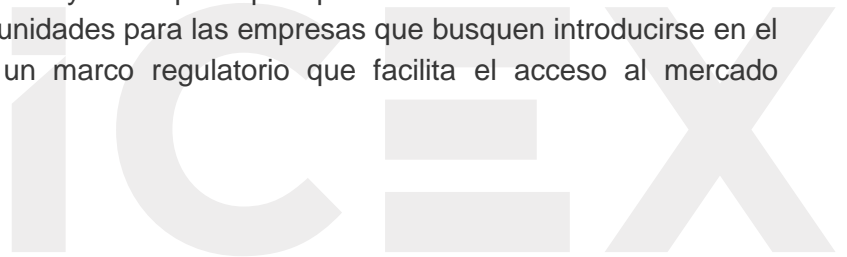 unidades para las empresas que busquen introducirse en el
un marco regulatorio que facilita el acceso al mercado
iCEX